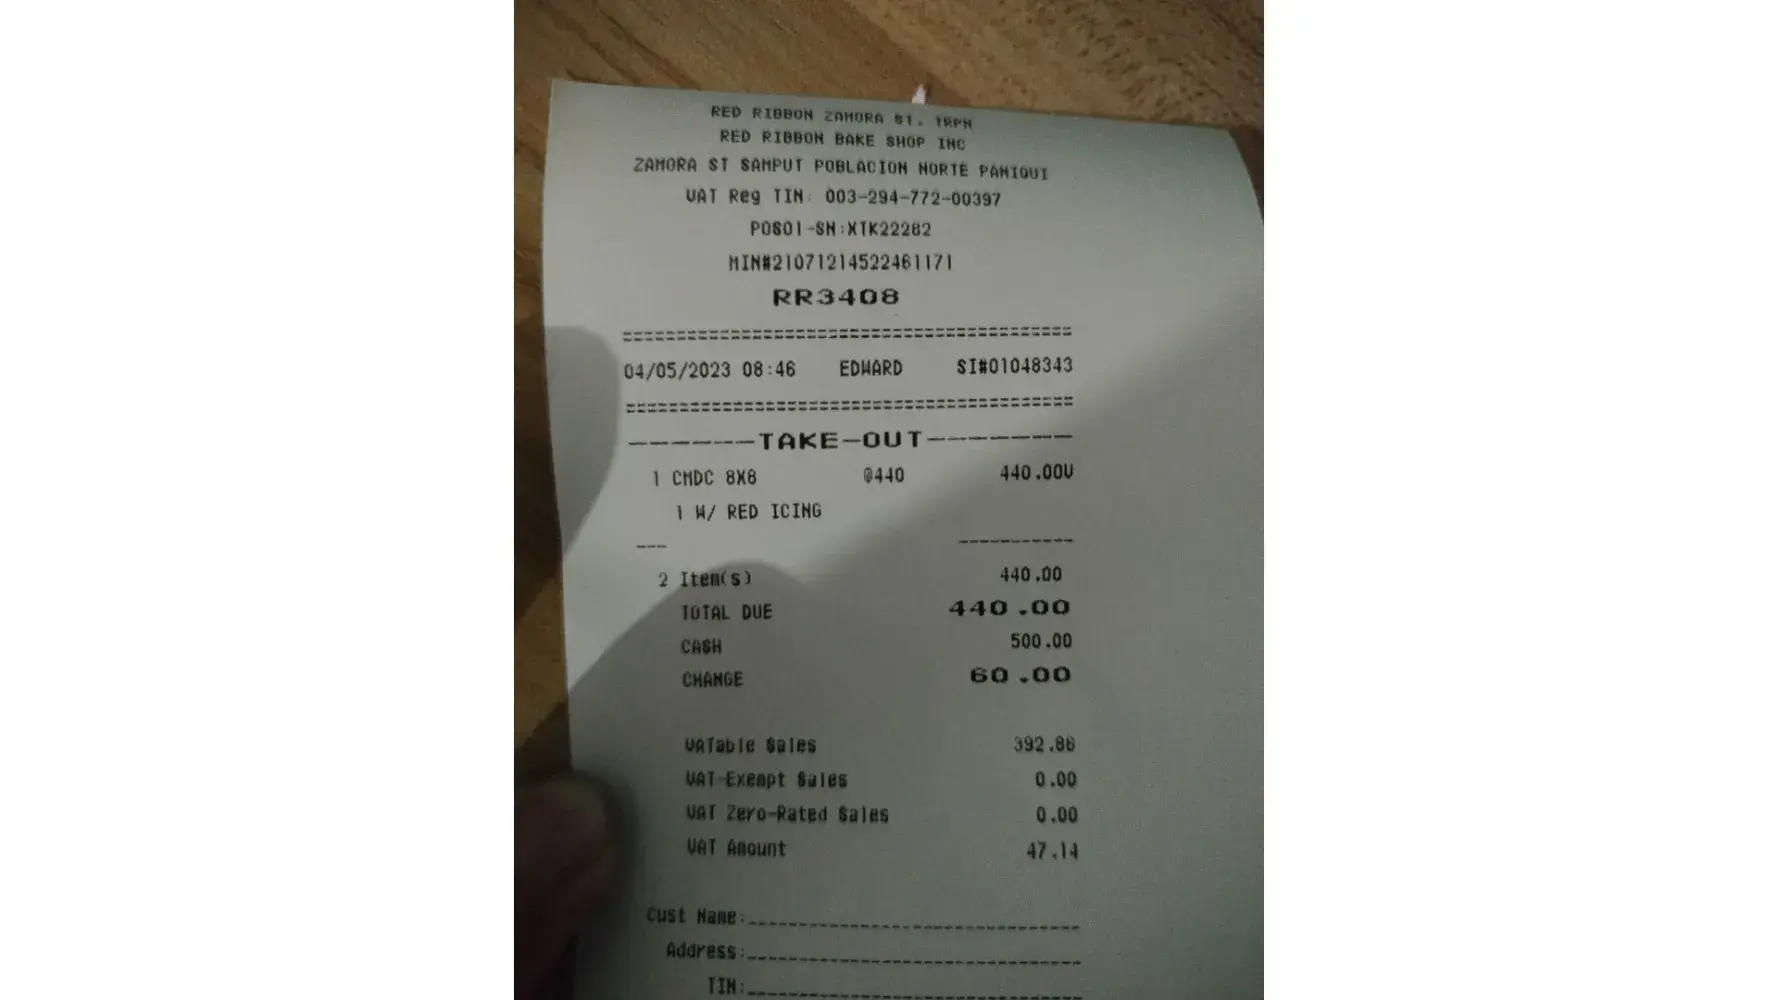 RED RIBBON ZAMORA ST. TRPN
RED RIBBON BAKE SHOP INC
ZAMORA ST SAMPUT POBLACION NORTE PANIQUI
VAT Reg TIN: 003-294-772-00397
POS01-SN:XTK22282
MIN#21071214522461171
RR3408
========================================
04/05/2023 08:46 EDWARD SI#01048343
========================================
-------TAKE-OUT--------
1 CMDC 8X8 @440 440.00V
1 W/ RED ICING
--- -----------
2 Item(s) 440.00
TOTAL DUE 440.00
CASH 500.00
CHANGE 60.00
VATable Sales 392.86
VAT-Exempt Sales 0.00
VAT Zero-Rated Sales 0.00
VAT Amount 47.14
Cust Name:_______________________________
Address:_______________________________
TIN:_______________________________